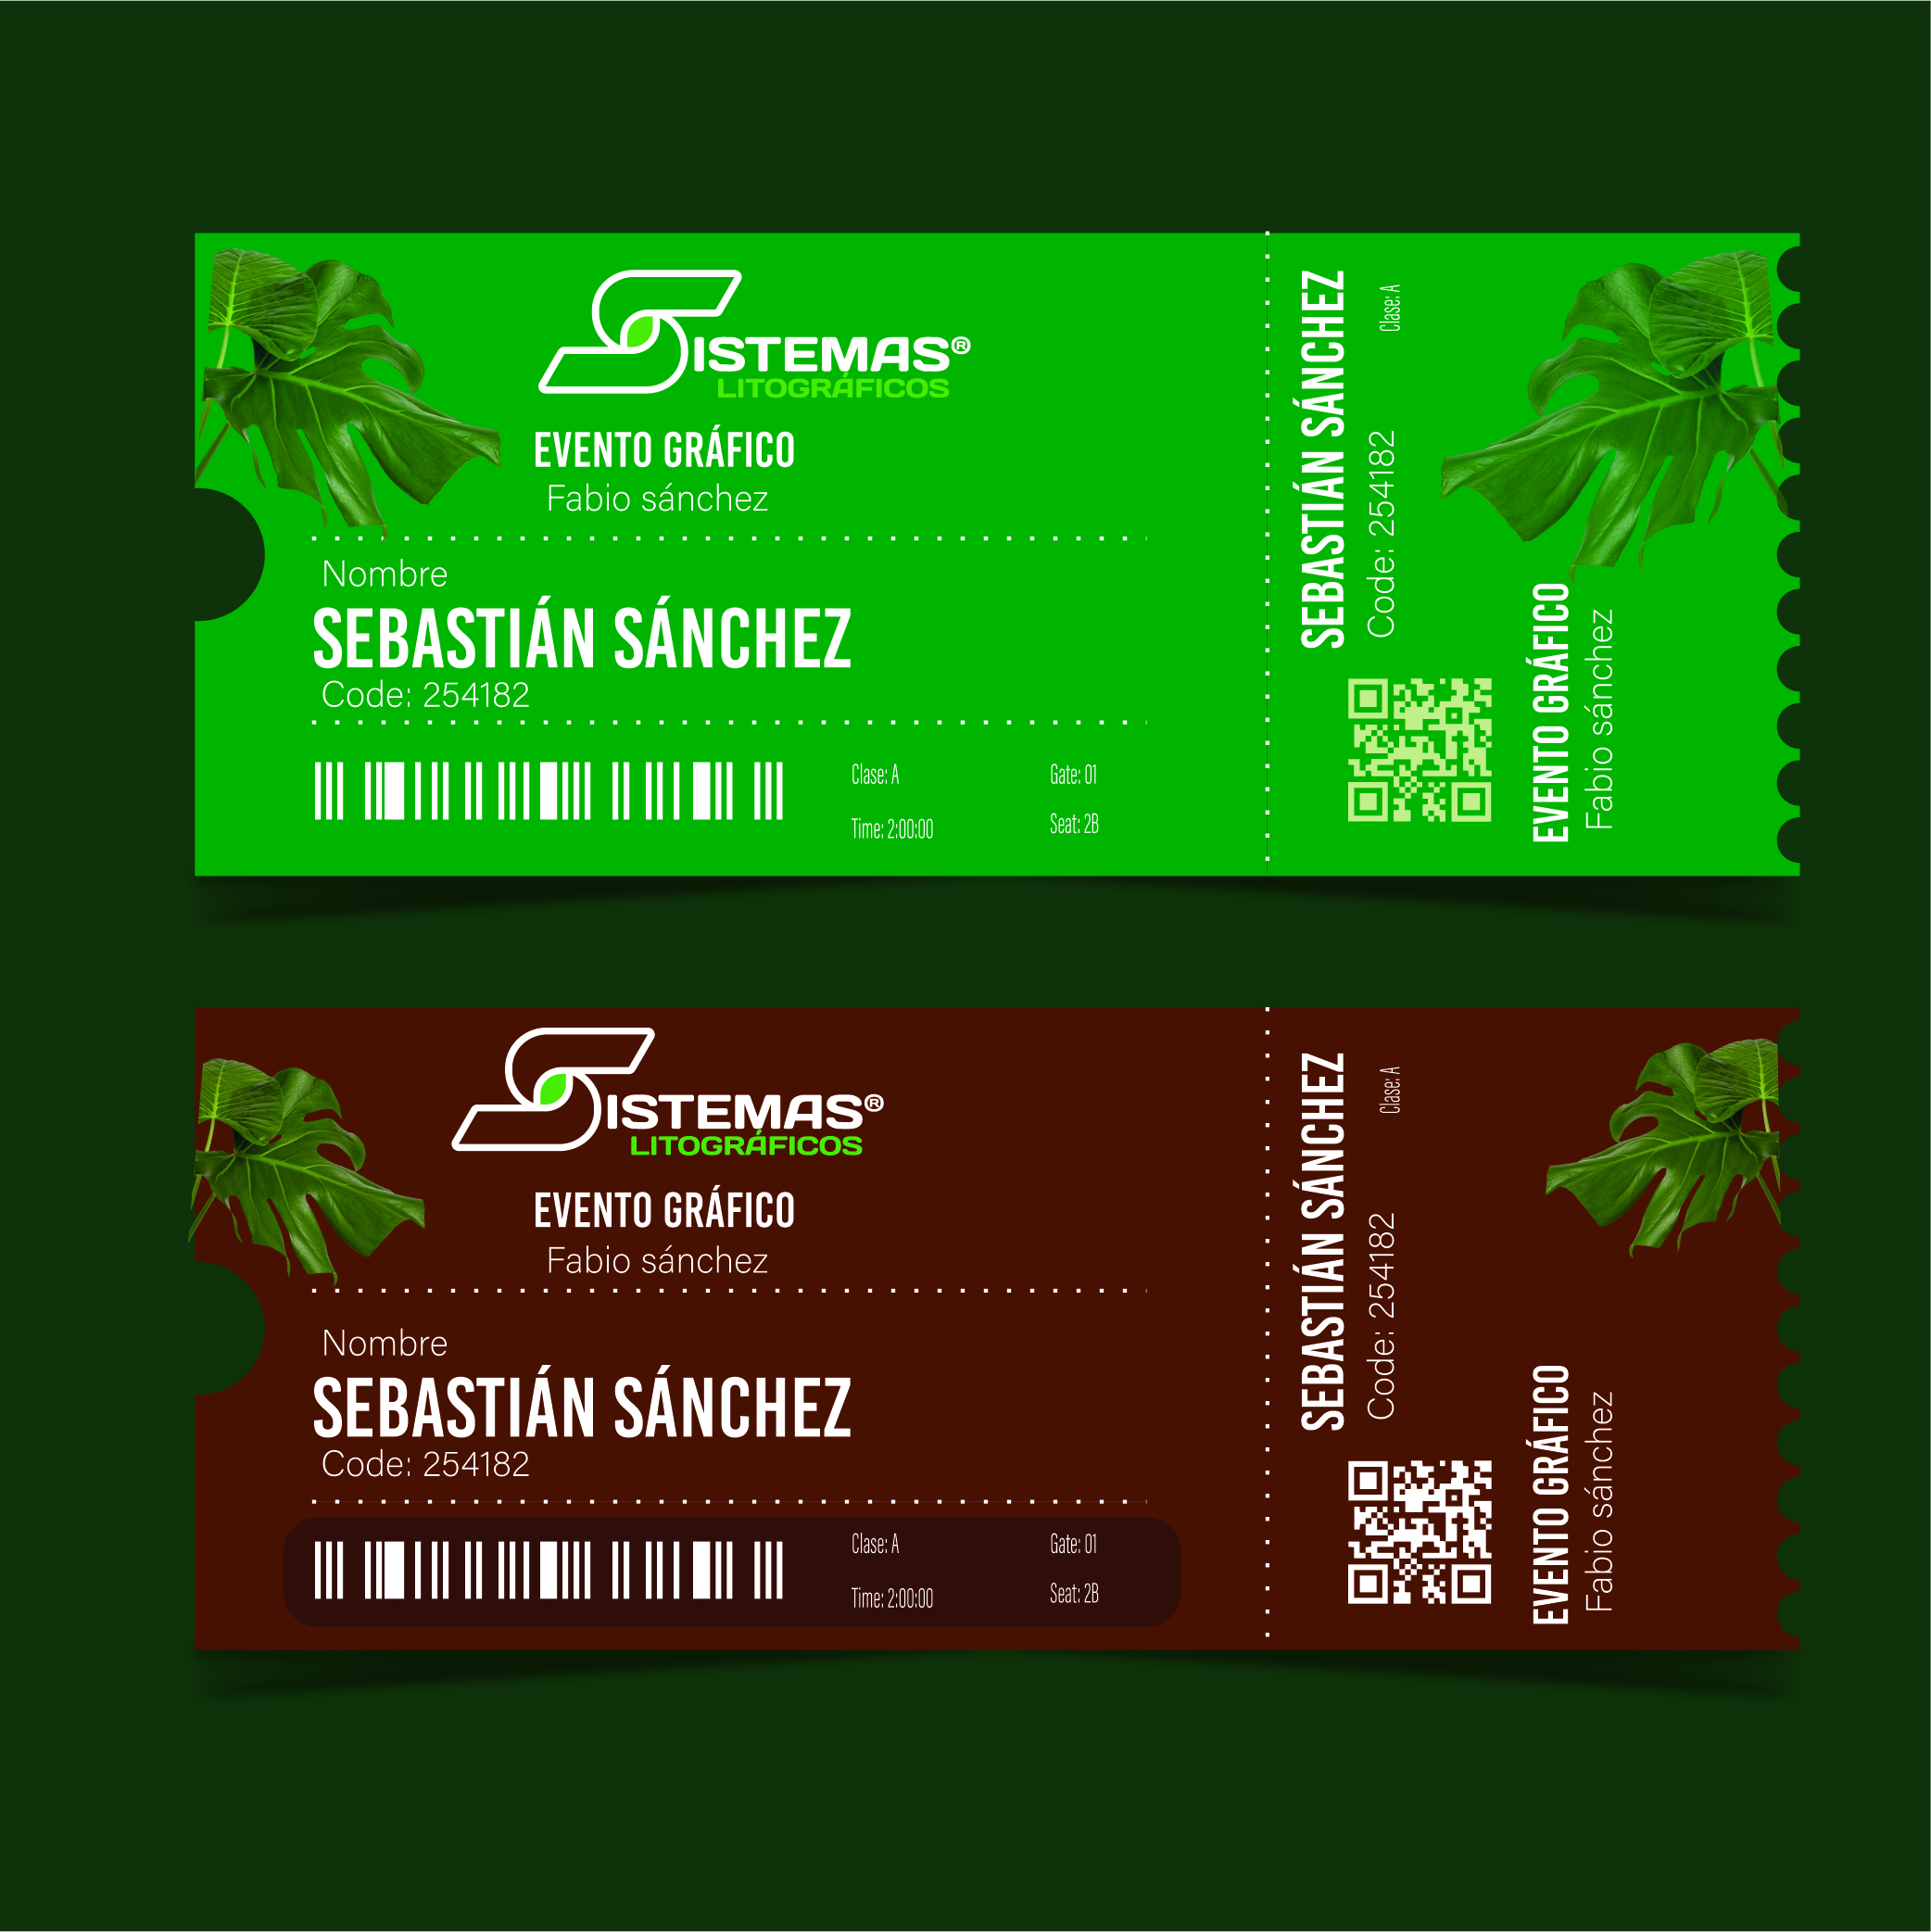 SISTEMAS®
LITOGRÁFICOS
EVENTO GRÁFICO
Fabio sánchez
Nombre
SEBASTIÁN SÁNCHEZ
Code: 254182
Clase: A
Gate: 01
Time: 2:00:00
Seat: 2B
SEBASTIÁN SÁNCHEZ
Clase: A
Code: 254182
EVENTO GRÁFICO
Fabio sánchez
SISTEMAS®
LITOGRÁFICOS
EVENTO GRÁFICO
Fabio sánchez
Nombre
SEBASTIÁN SÁNCHEZ
Code: 254182
Clase: A
Gate: 01
Time: 2:00:00
Seat: 2B
SEBASTIÁN SÁNCHEZ
Clase: A
Code: 254182
EVENTO GRÁFICO
Fabio sánchez